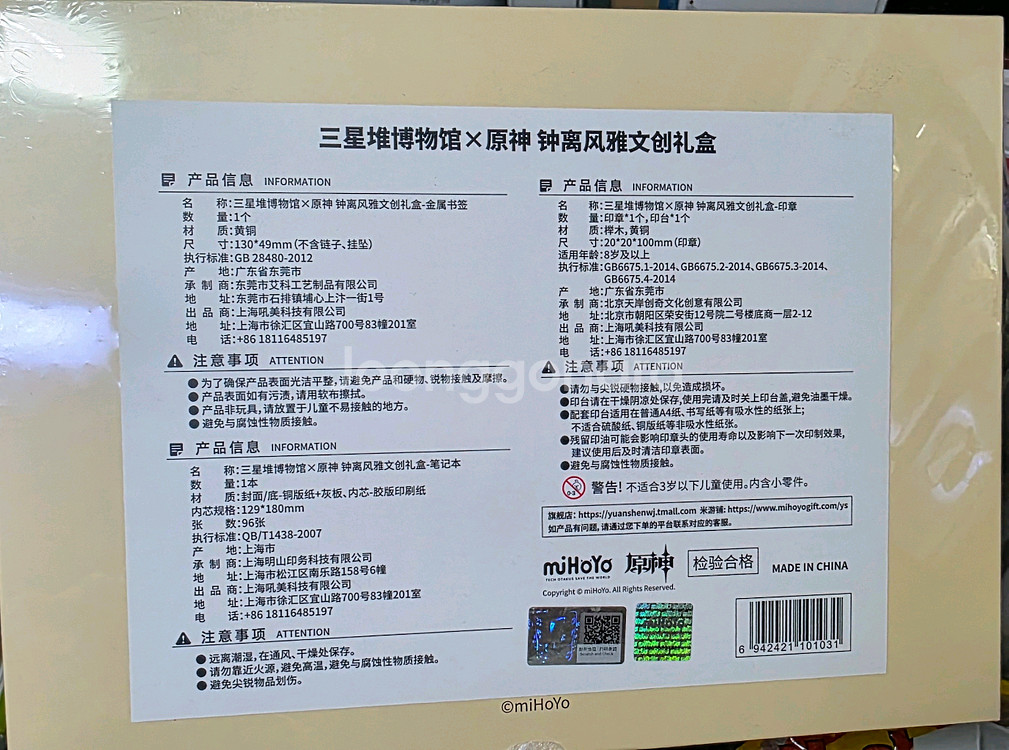 三星堆博物馆×原神 钟离风雅文创礼盒
产品信息 INFORMATION
名 称:三星堆博物馆×原神 钟离风雅文创礼盒-金属书签
数 量:1个
材 质:黄铜
尺 寸:130*49mm(不含链子、挂坠)
执行标准:GB 28480-2012
产 地:广东省东莞市
承 制 商:东莞市艾科工艺制品有限公司
地 址:东莞市石排镇埔心上汴一街1号
出 品 商:上海吼美科技有限公司
地 址:上海市徐汇区宜山路700号83幢201室
电 话:+86 18116485197
注意事项 ATTENTION
●为了确保产品表面光洁平整,请避免产品和硬物、锐物接触及摩擦。
●产品表面如有污渍,请用软布擦拭。
●产品非玩具,请放置于儿童不易接触的地方。
●避免与腐蚀性物质接触。
产品信息 INFORMATION
名 称:三星堆博物馆×原神 钟离风雅文创礼盒-笔记本
数 量:1本
材 质:封面/底-铜版纸+灰板、内芯-胶版印刷纸
内芯规格:129*180mm
张 数:96张
执行标准:QB/T1438-2007
产 地:上海市
承 制 商:上海明山印务科技有限公司
地 址:上海市松江区南乐路158号6幢
出 品 商:上海吼美科技有限公司
地 址:上海市徐汇区宜山路700号83幢201室
电 话:+86 18116485197
注意事项 ATTENTION
●远离潮湿,在通风、干燥处保存。
●请勿靠近火源,避免高温,避免与腐蚀性物质接触。
●避免尖锐物品划伤。
产品信息 INFORMATION
名 称:三星堆博物馆×原神 钟离风雅文创礼盒-印章
数 量:印章*1个,印台*1个
材 质:榉木,黄铜
尺 寸:20*20*100mm(印章)
适用年龄:8岁及以上
执行标准:GB6675.1-2014、GB6675.2-2014、GB6675.3-2014、
GB6675.4-2014
产 地:广东省东莞市
承 制 商:北京天岸创奇文化创意有限公司
地 址:北京市朝阳区荣安街12号院二号楼底商一层2-12
出 品 商:上海吼美科技有限公司
地 址:上海市徐汇区宜山路700号83幢201室
电 话:+86 18116485197
注意事项 ATTENTION
●请勿与尖锐硬物接触,以免造成损坏。
●印台请在干燥阴凉处保存,使用完请及时关上印台盖,避免油墨干燥。
●配套印台适用在普通A4纸、书写纸等有吸水性的纸张上;
不适合硫酸纸、铜版纸等非吸水性纸张。
●残留印油可能会影响印章头的使用寿命以及影响下一次印制效果,
建议使用后及时清洁印章表面。
●避免与腐蚀性物质接触。
0-3 警告! 不适合3岁以下儿童使用。内含小零件。
旗舰店: https://yuanshenwj.tmall.com 米游铺: https://www.mihoyogift.com/ys
如产品有问题,请通过您下单的平台联系对应的客服。
miHoYo 原神 检验合格 MADE IN CHINA
TECH OTAKUS SAVE THE WORLD
Copyright © miHoYo. All Rights Reserved.
6 942421 101031
©miHoYo